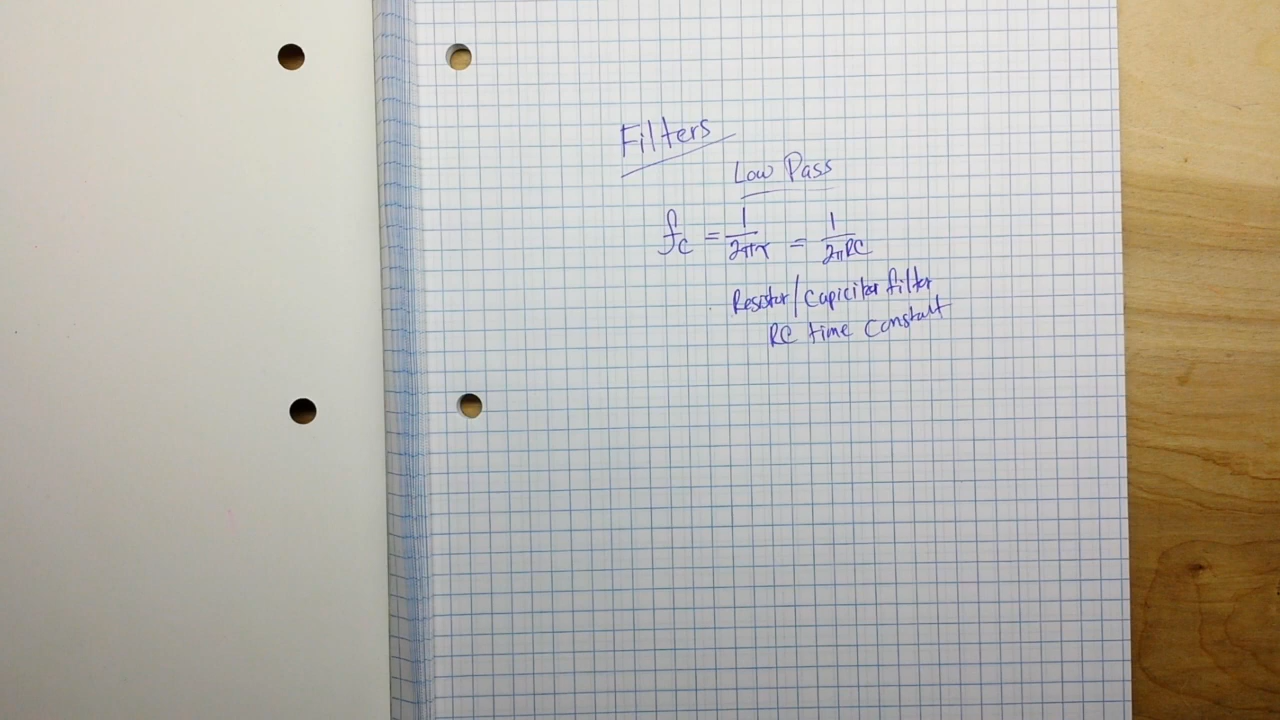 Filters
Low Pass
fc = 1/2πτ = 1/2πRC
Resistor/Capicitor filter
RC time constant